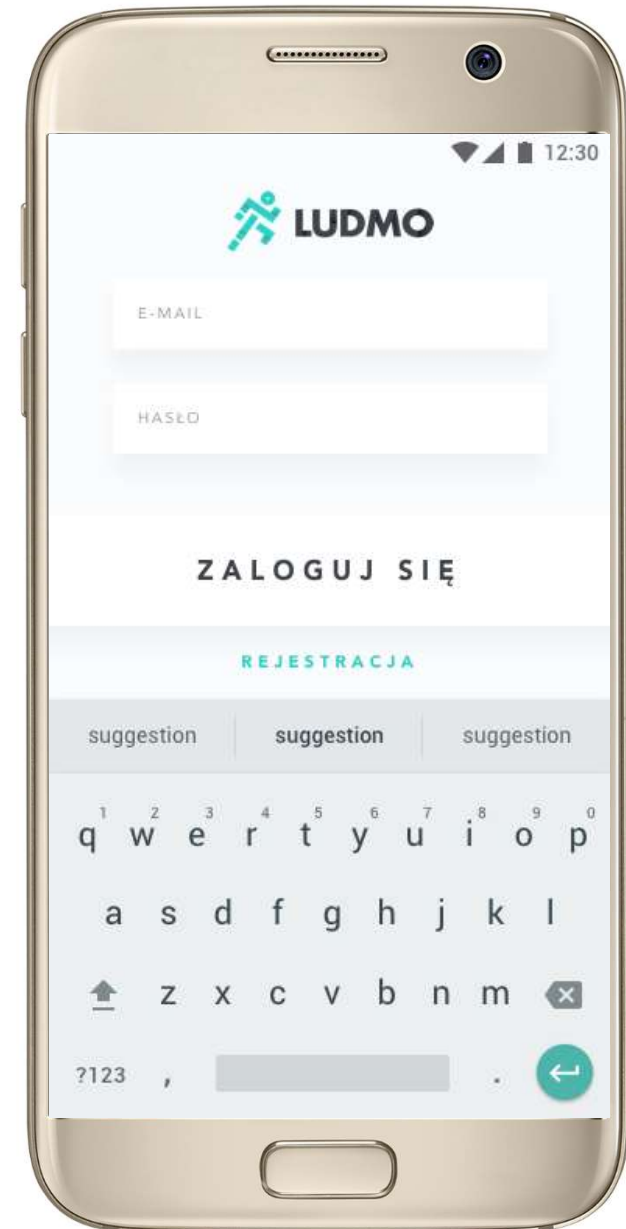 12:30
LUDMO
E-MAIL
HASŁO
ZALOGUJ SIĘ
REJESTRACJA
suggestion suggestion suggestion
1 2 3 4 5 6 7 8 9 0
q w e r t y u i o p
a s d f g h j k l
z x c v b n m
?123 , .